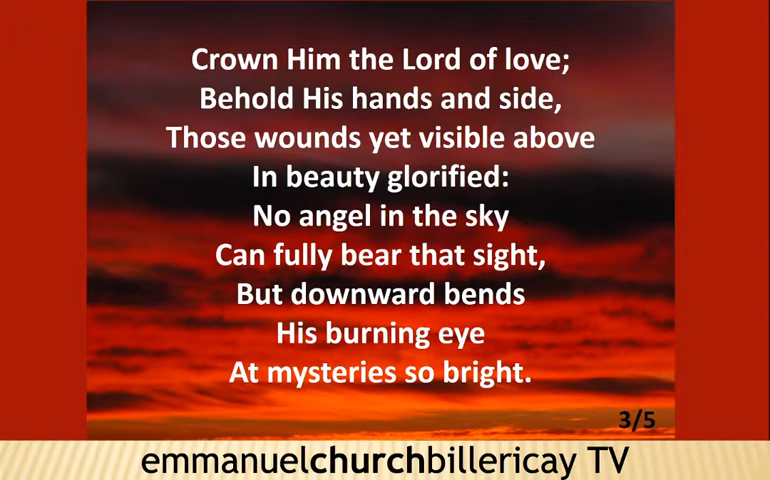 Crown Him the Lord of love;
Behold His hands and side,
Those wounds yet visible above
In beauty glorified:
No angel in the sky
Can fully bear that sight,
But downward bends
His burning eye
At mysteries so bright.
3/5
emmanuelchurchbillericay TV